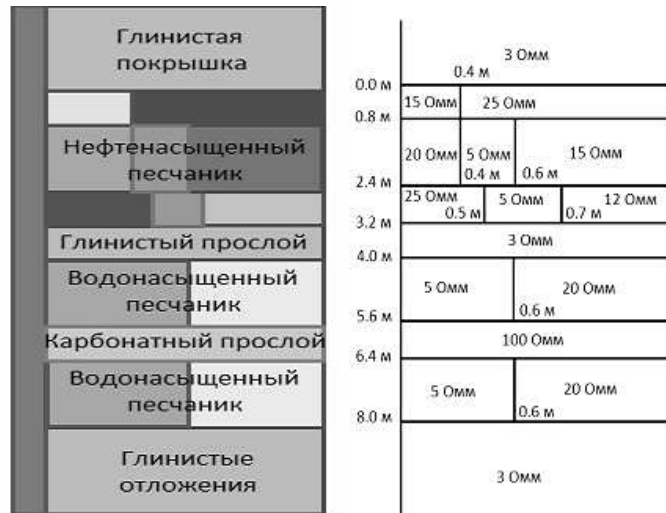 Глинистая
покрышка
Нефтенасыщенный
песчаник
Глинистый прослой
Водонасыщенный
песчаник
Карбонатный прослой
Водонасыщенный
песчаник
Глинистые
отложения
3 Омм
0.4 м
0.0 м
15 Омм 25 Омм
0.8 м
20 Омм 5 Омм 15 Омм
0.4 м 0.6 м
2.4 м
25 Омм 5 Омм 12 Омм
0.5 м 0.7 м
3.2 м
3 Омм
4.0 м
5 Омм 20 Омм
0.6 м
5.6 м
100 Омм
6.4 м
5 Омм 20 Омм
0.6 м
8.0 м
3 Омм